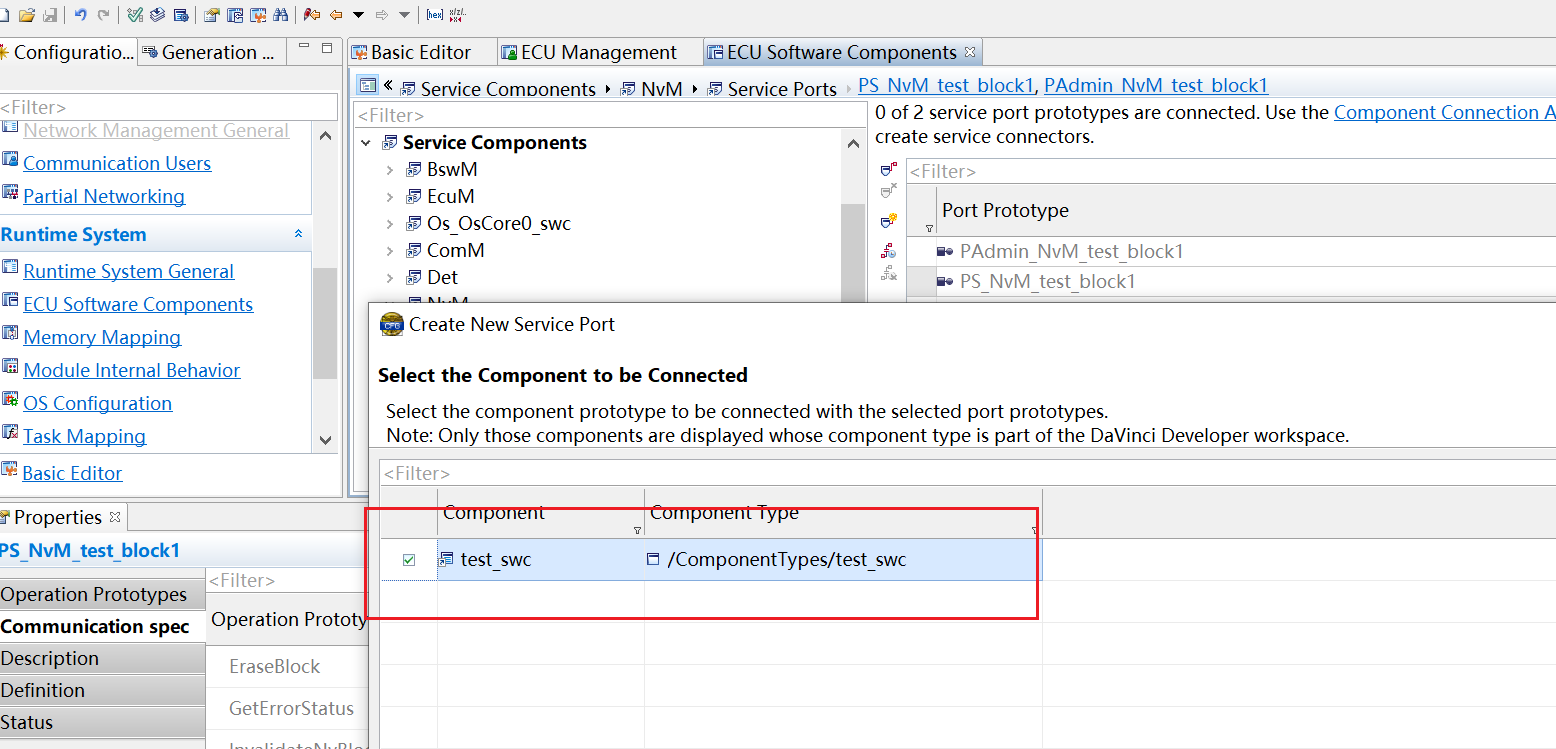 Configuratio...
Generation ...
Basic Editor
ECU Management
ECU Software Components
<Filter>
Network Management General
Communication Users
Partial Networking
Runtime System
Runtime System General
ECU Software Components
Memory Mapping
Module Internal Behavior
OS Configuration
Task Mapping
Basic Editor
« Service Components NvM Service Ports PS_NvM_test_block1, PAdmin_NvM_test_block1
<Filter>
Service Components
BswM
EcuM
Os_OsCore0_swc
ComM
Det
NvM
0 of 2 service port prototypes are connected. Use the Component Connection A
create service connectors.
<Filter>
Port Prototype
PAdmin_NvM_test_block1
PS_NvM_test_block1
CFG Create New Service Port
Select the Component to be Connected
Select the component prototype to be connected with the selected port prototypes.
Note: Only those components are displayed whose component type is part of the DaVinci Developer workspace.
<Filter>
Component
Component Type
test_swc
/ComponentTypes/test_swc
Properties
PS_NvM_test_block1
Operation Prototypes
Communication spec
Description
Definition
Status
<Filter>
Operation Prototy
EraseBlock
GetErrorStatus
InvalidateNvBloc